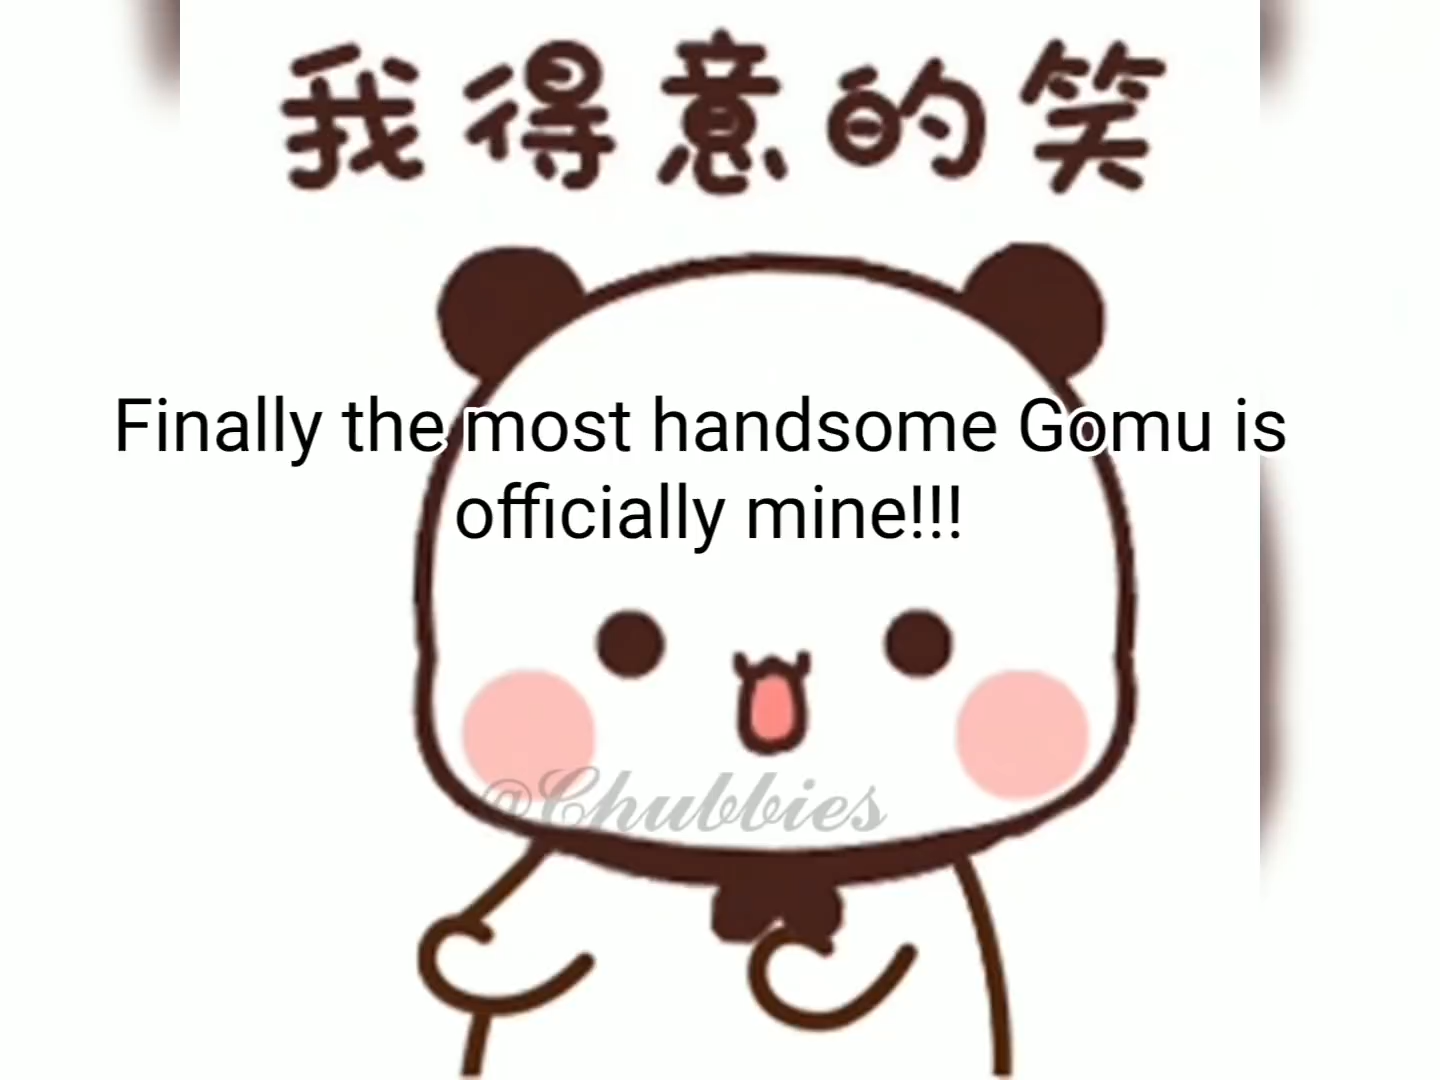 我得意的笑
Finally the most handsome Gomu is
officially mine!!!
@Chubbies